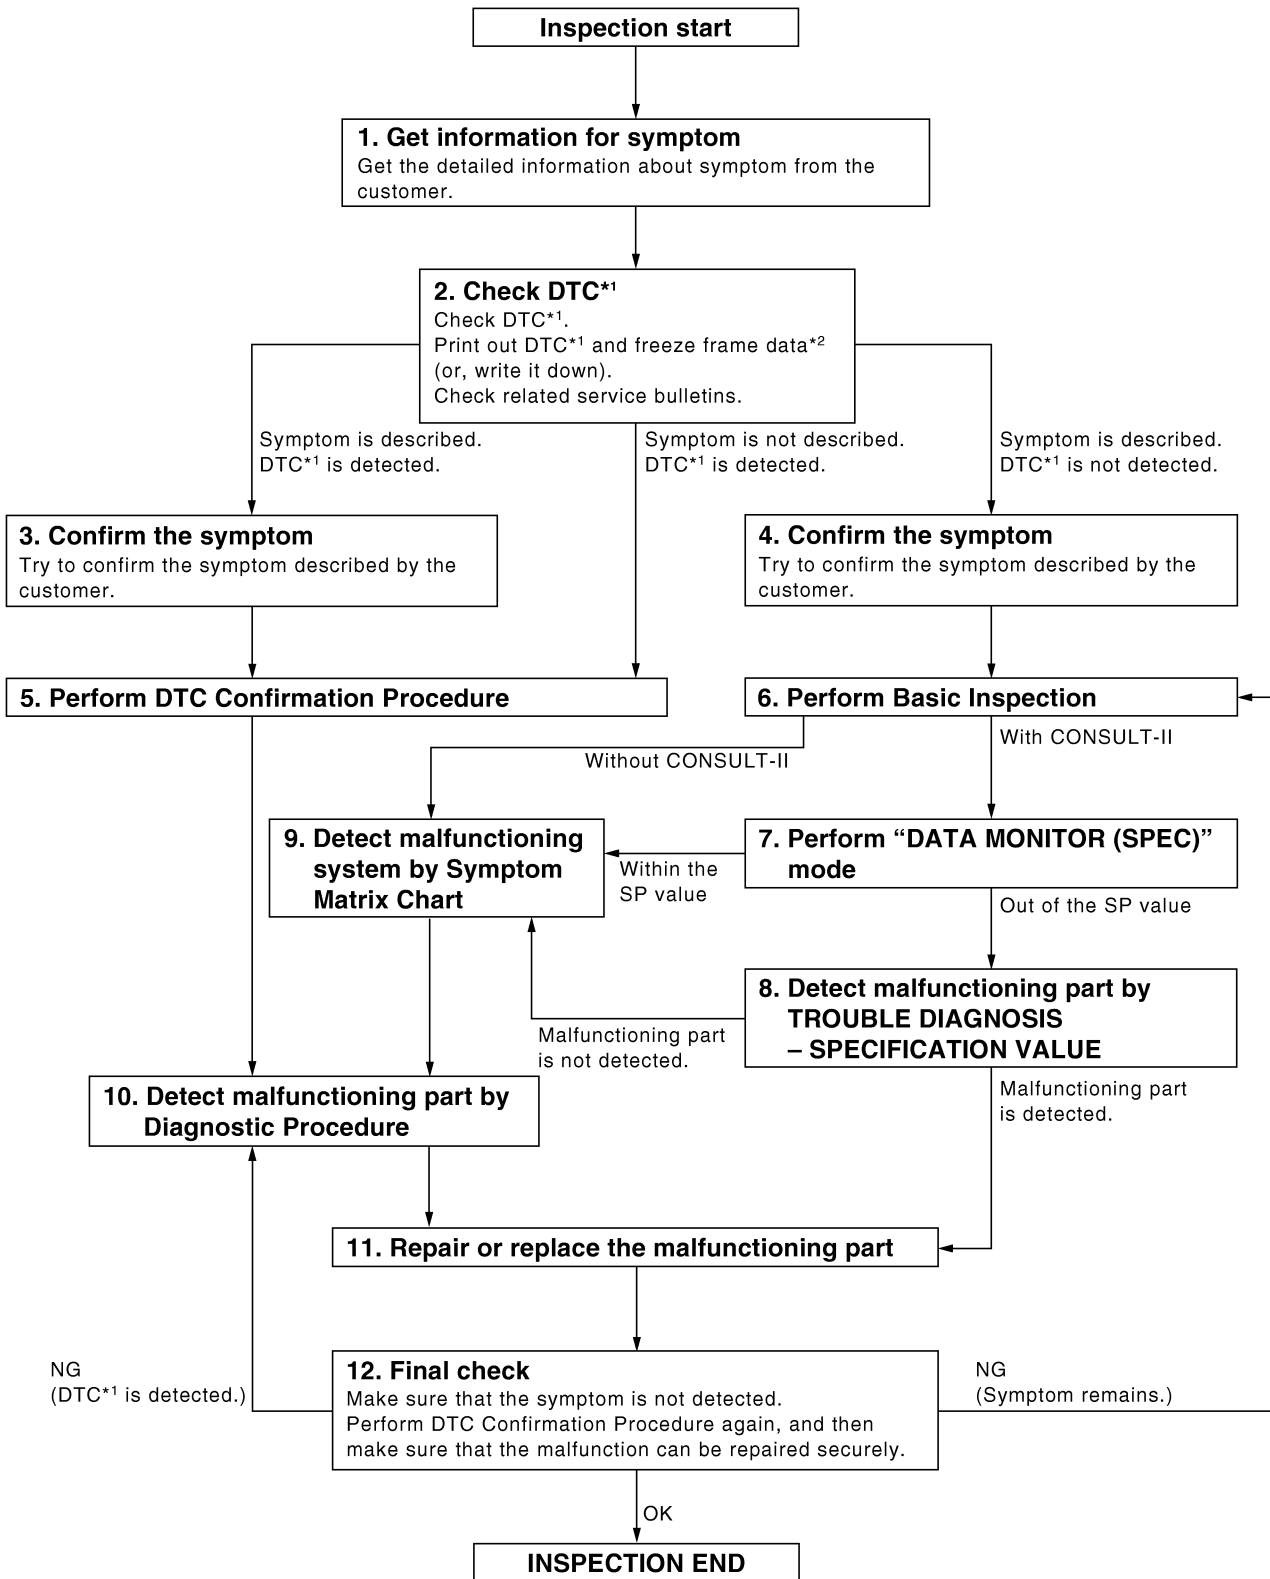 Inspection start
1. Get information for symptom
Get the detailed information about symptom from the
customer.
2. Check DTC*1
Check DTC*1.
Print out DTC*1 and freeze frame data*2
(or, write it down).
Check related service bulletins.
Symptom is described.
DTC*1 is detected.
Symptom is not described.
DTC*1 is detected.
Symptom is described.
DTC*1 is not detected.
3. Confirm the symptom
Try to confirm the symptom described by the
customer.
4. Confirm the symptom
Try to confirm the symptom described by the
customer.
5. Perform DTC Confirmation Procedure
6. Perform Basic Inspection
With CONSULT-II
Without CONSULT-II
9. Detect malfunctioning
system by Symptom
Matrix Chart
Within the
SP value
7. Perform “DATA MONITOR (SPEC)”
mode
Out of the SP value
8. Detect malfunctioning part by
TROUBLE DIAGNOSIS
– SPECIFICATION VALUE
Malfunctioning part
is not detected.
Malfunctioning part
is detected.
10. Detect malfunctioning part by
Diagnostic Procedure
11. Repair or replace the malfunctioning part
NG
(DTC*1 is detected.)
12. Final check
Make sure that the symptom is not detected.
Perform DTC Confirmation Procedure again, and then
make sure that the malfunction can be repaired securely.
NG
(Symptom remains.)
OK
INSPECTION END